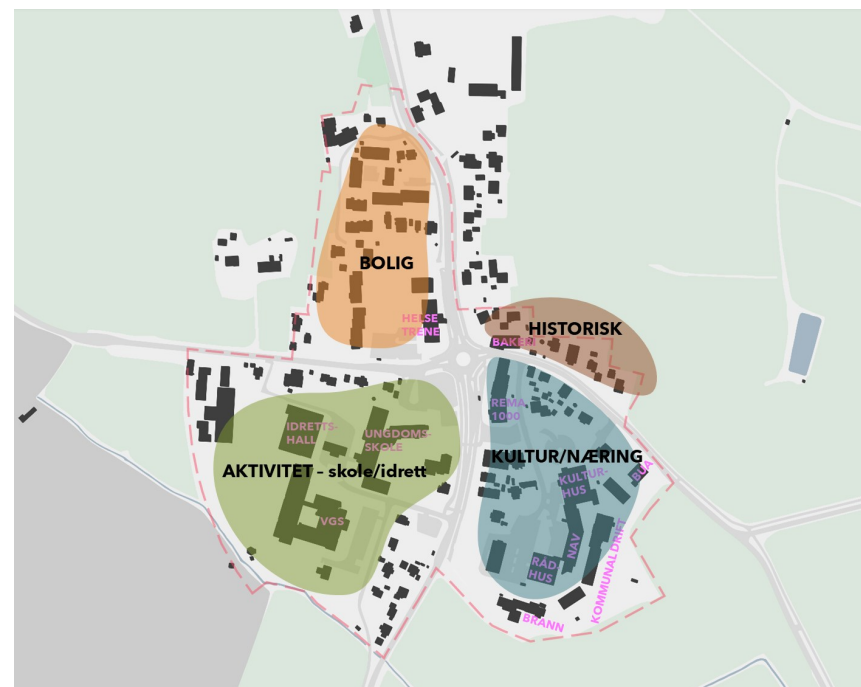 BOLIG
HELSE
TRENE
HISTORISK
BAKERI
REMA
1000
IDRETTS-
HALL
UNGDOMS-
SKOLE
AKTIVITET – skole/idrett
VGS
KULTUR/NÆRING
KULTUR-
HUS
BUA
NAV
RÅD-
HUS
KOMMUNALDRIFT
BRANN